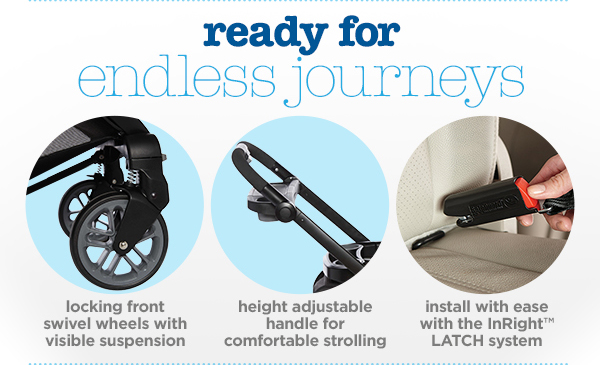 ready for
endless journeys
locking front
swivel wheels with
visible suspension
height adjustable
handle for
comfortable strolling
install with ease
with the InRight™
LATCH system